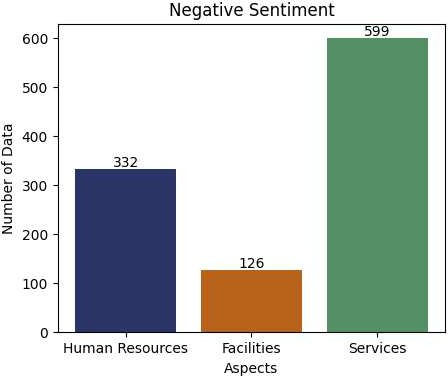 Negative Sentiment
Number of Data
600
500
400
300
200
100
0
332
126
599
Human Resources
Facilities
Services
Aspects